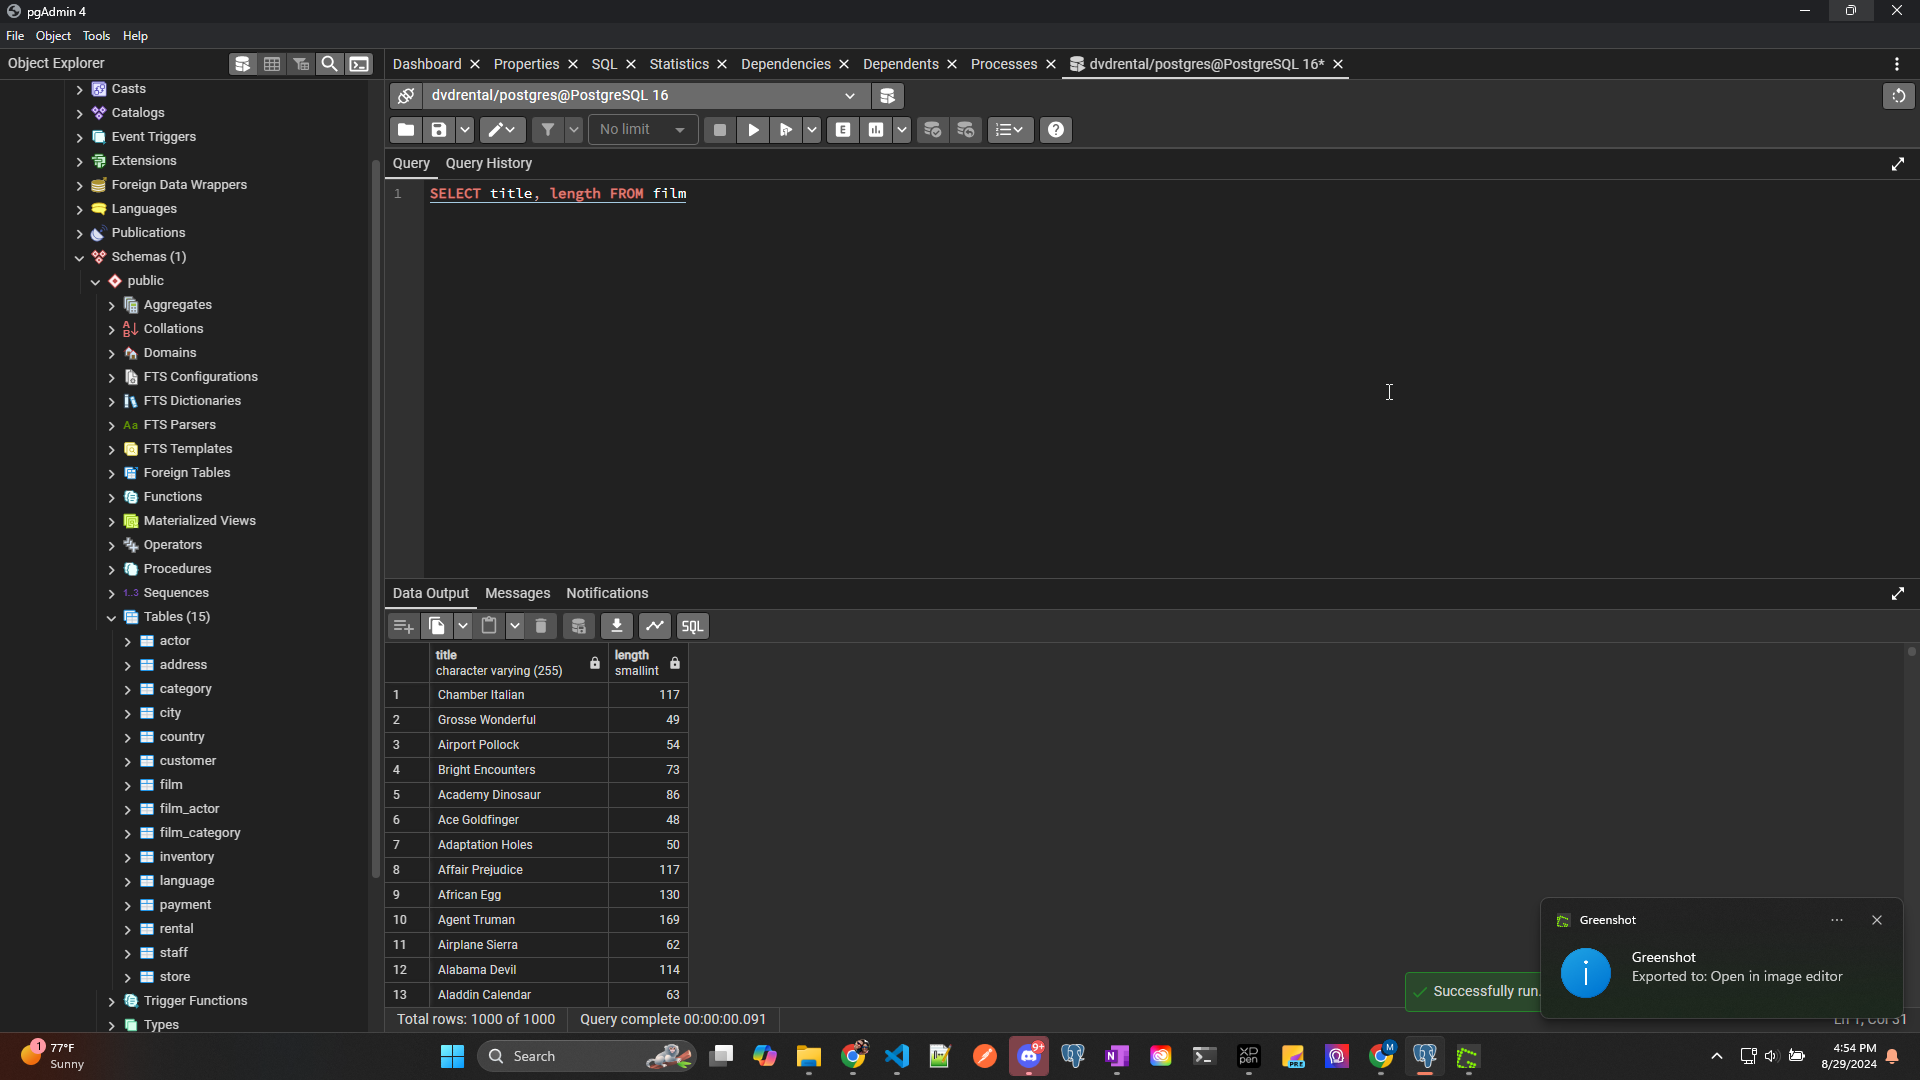 pgAdmin 4
File Object Tools Help
Object Explorer
Dashboard Properties SQL Statistics Dependencies Dependents Processes dvdrental/postgres@PostgreSQL 16*
dvdrental/postgres@PostgreSQL 16
No limit
E
Query Query History
1 SELECT title, length FROM film
Casts
Catalogs
Event Triggers
Extensions
Foreign Data Wrappers
Languages
Publications
Schemas (1)
public
Aggregates
Collations
Domains
FTS Configurations
FTS Dictionaries
Aa FTS Parsers
FTS Templates
Foreign Tables
Functions
Materialized Views
Operators
Procedures
1..3 Sequences
Tables (15)
actor
address
category
city
country
customer
film
film_actor
film_category
inventory
language
payment
rental
staff
store
Trigger Functions
Types
Data Output Messages Notifications
SQL
title length
character varying (255) smallint
1 Chamber Italian 117
2 Grosse Wonderful 49
3 Airport Pollock 54
4 Bright Encounters 73
5 Academy Dinosaur 86
6 Ace Goldfinger 48
7 Adaptation Holes 50
8 Affair Prejudice 117
9 African Egg 130
10 Agent Truman 169
11 Airplane Sierra 62
12 Alabama Devil 114
13 Aladdin Calendar 63
Total rows: 1000 of 1000 Query complete 00:00:00.091
Successfully run.
Greenshot
Greenshot
Exported to: Open in image editor
1
77°F
Sunny
Search
PRE
9+
XP
pen
M
4:54 PM
8/29/2024